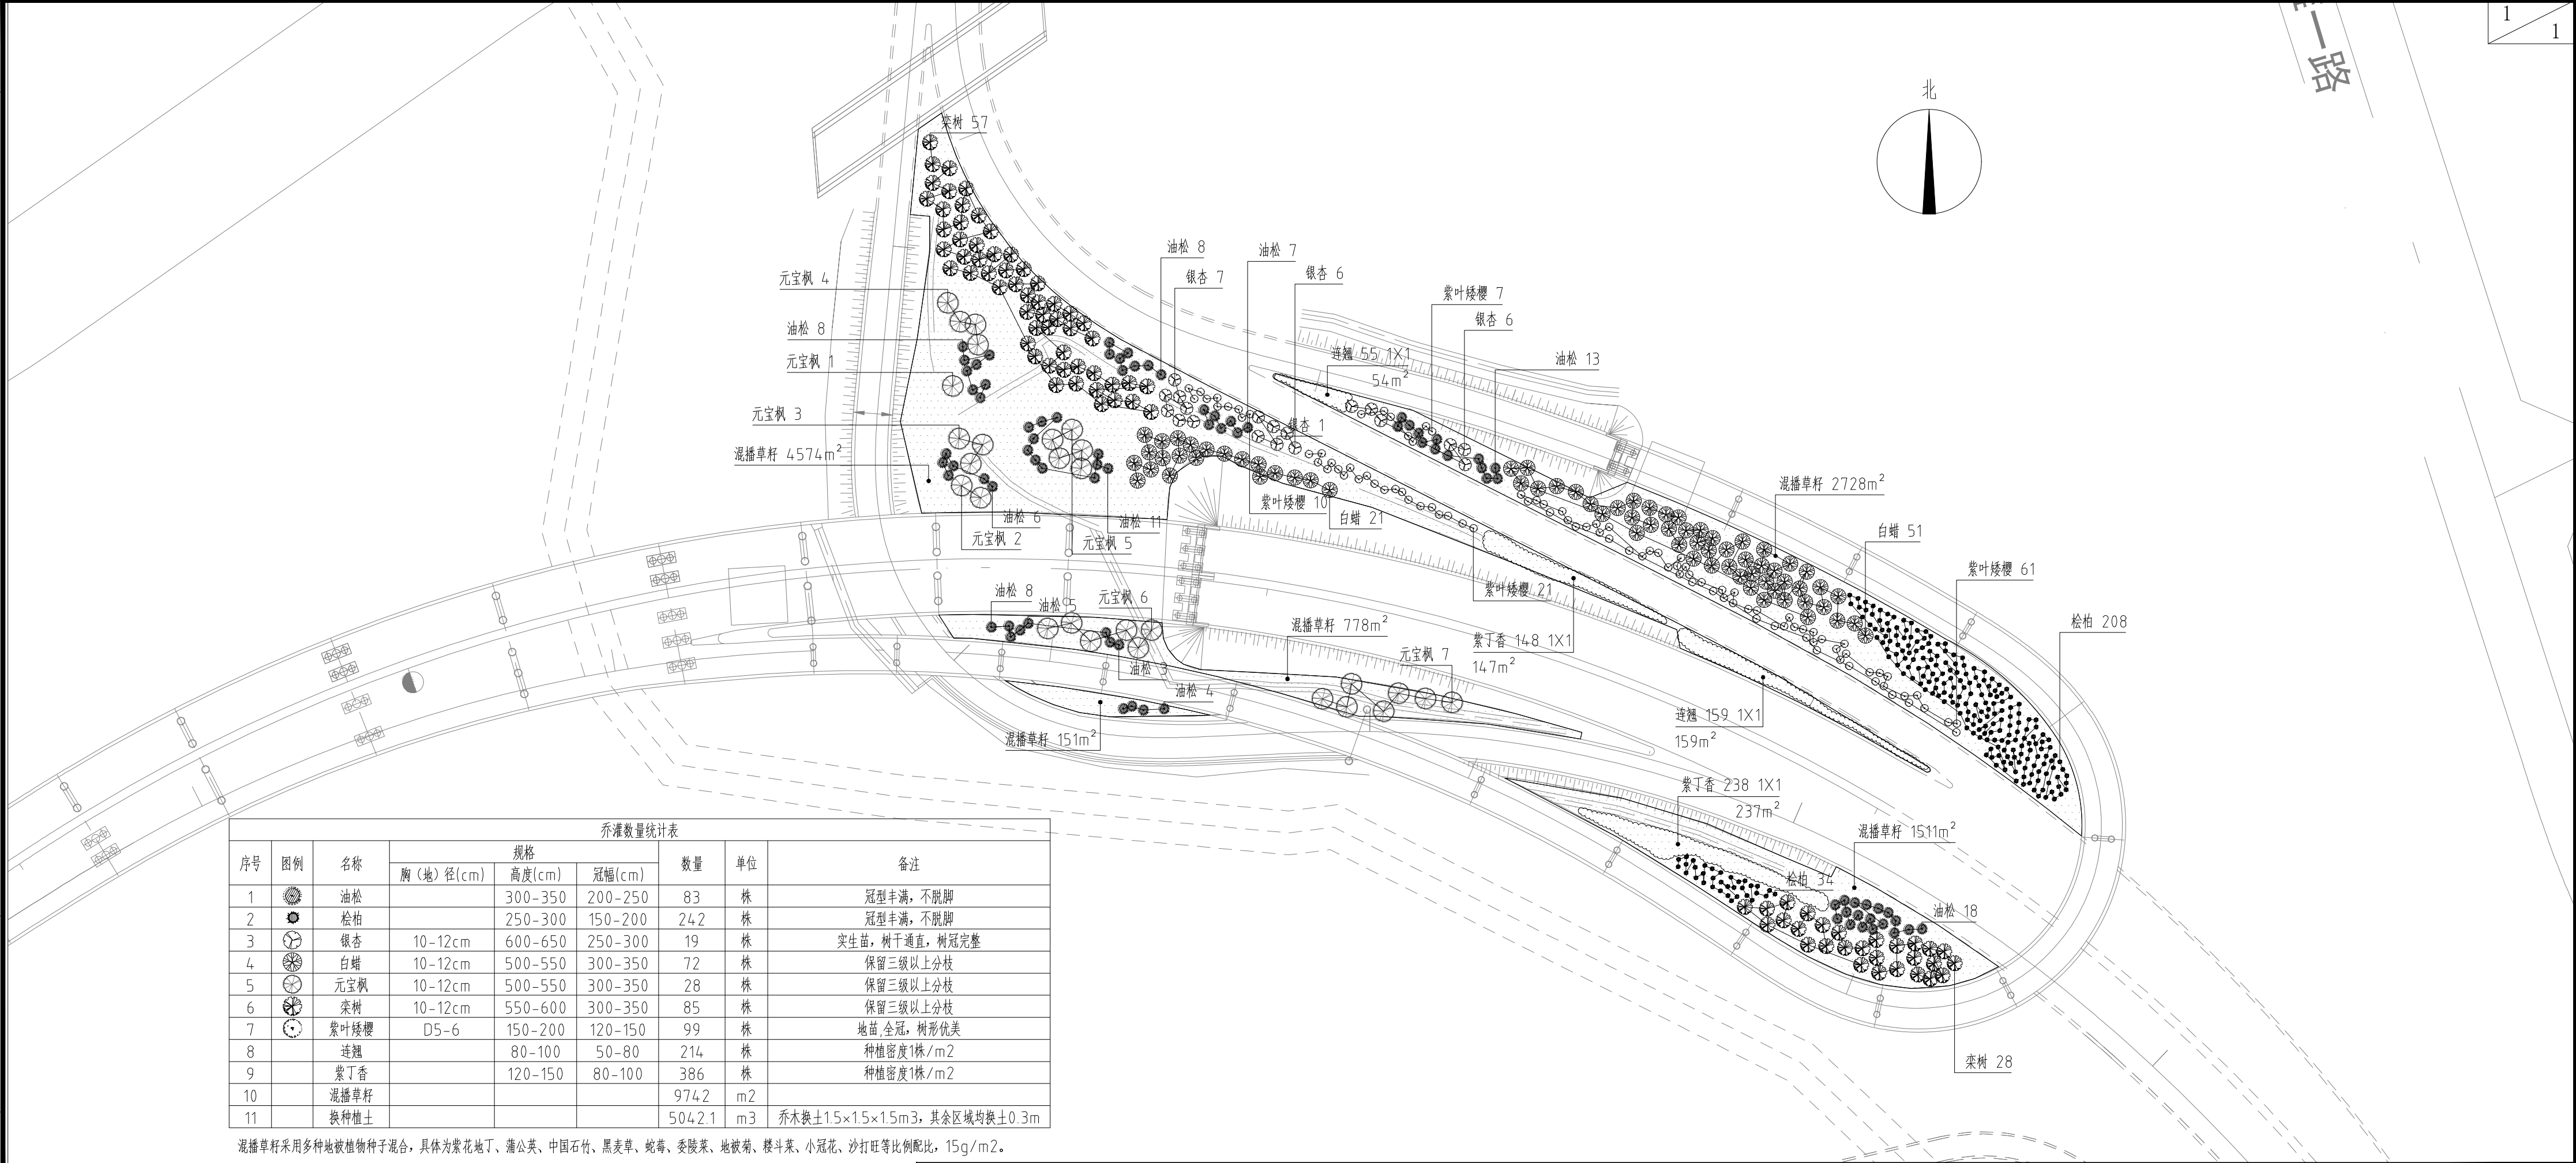 1
1
一路
北
栾树 57
油松 8
油松 7
银杏 7
银杏 6
元宝枫 4
紫叶矮樱 7
银杏 6
油松 8
连翘 55 1X1
54m²
油松 13
元宝枫 1
元宝枫 3
银杏 1
混播草籽 4574m²
混播草籽 2728m²
紫叶矮樱 10
白蜡 21
油松 6
油松 11
元宝枫 2
元宝枫 5
白蜡 51
紫叶矮樱 61
油松 8
油松 5
元宝枫 6
紫叶矮樱 21
桧柏 208
混播草籽 778m²
紫丁香 148 1X1
147m²
元宝枫 7
油松 3
油松 4
混播草籽 151m²
连翘 159 1X1
159m²
紫丁香 238 1X1
237m²
混播草籽 1511m²
桧柏 34
油松 18
栾树 28
乔灌数量统计表
序号 图例 名称 规格 数量 单位 备注
胸（地）径(cm) 高度(cm) 冠幅(cm)
1 油松 300-350 200-250 83 株 冠型丰满，不脱脚
2 桧柏 250-300 150-200 242 株 冠型丰满，不脱脚
3 银杏 10-12cm 600-650 250-300 19 株 实生苗，树干通直，树冠完整
4 白蜡 10-12cm 500-550 300-350 72 株 保留三级以上分枝
5 元宝枫 10-12cm 500-550 300-350 28 株 保留三级以上分枝
6 栾树 10-12cm 550-600 300-350 85 株 保留三级以上分枝
7 紫叶矮樱 D5-6 150-200 120-150 99 株 地苗,全冠，树形优美
8 连翘 80-100 50-80 214 株 种植密度1株/m2
9 紫丁香 120-150 80-100 386 株 种植密度1株/m2
10 混播草籽 9742 m2
11 换种植土 5042.1 m3 乔木换土1.5×1.5×1.5m3，其余区域均换土0.3m
混播草籽采用多种地被植物种子混合，具体为紫花地丁、蒲公英、中国石竹、黑麦草、蛇莓、委陵菜、地被菊、耧斗菜、小冠花、沙打旺等比例配比，15g/m2。